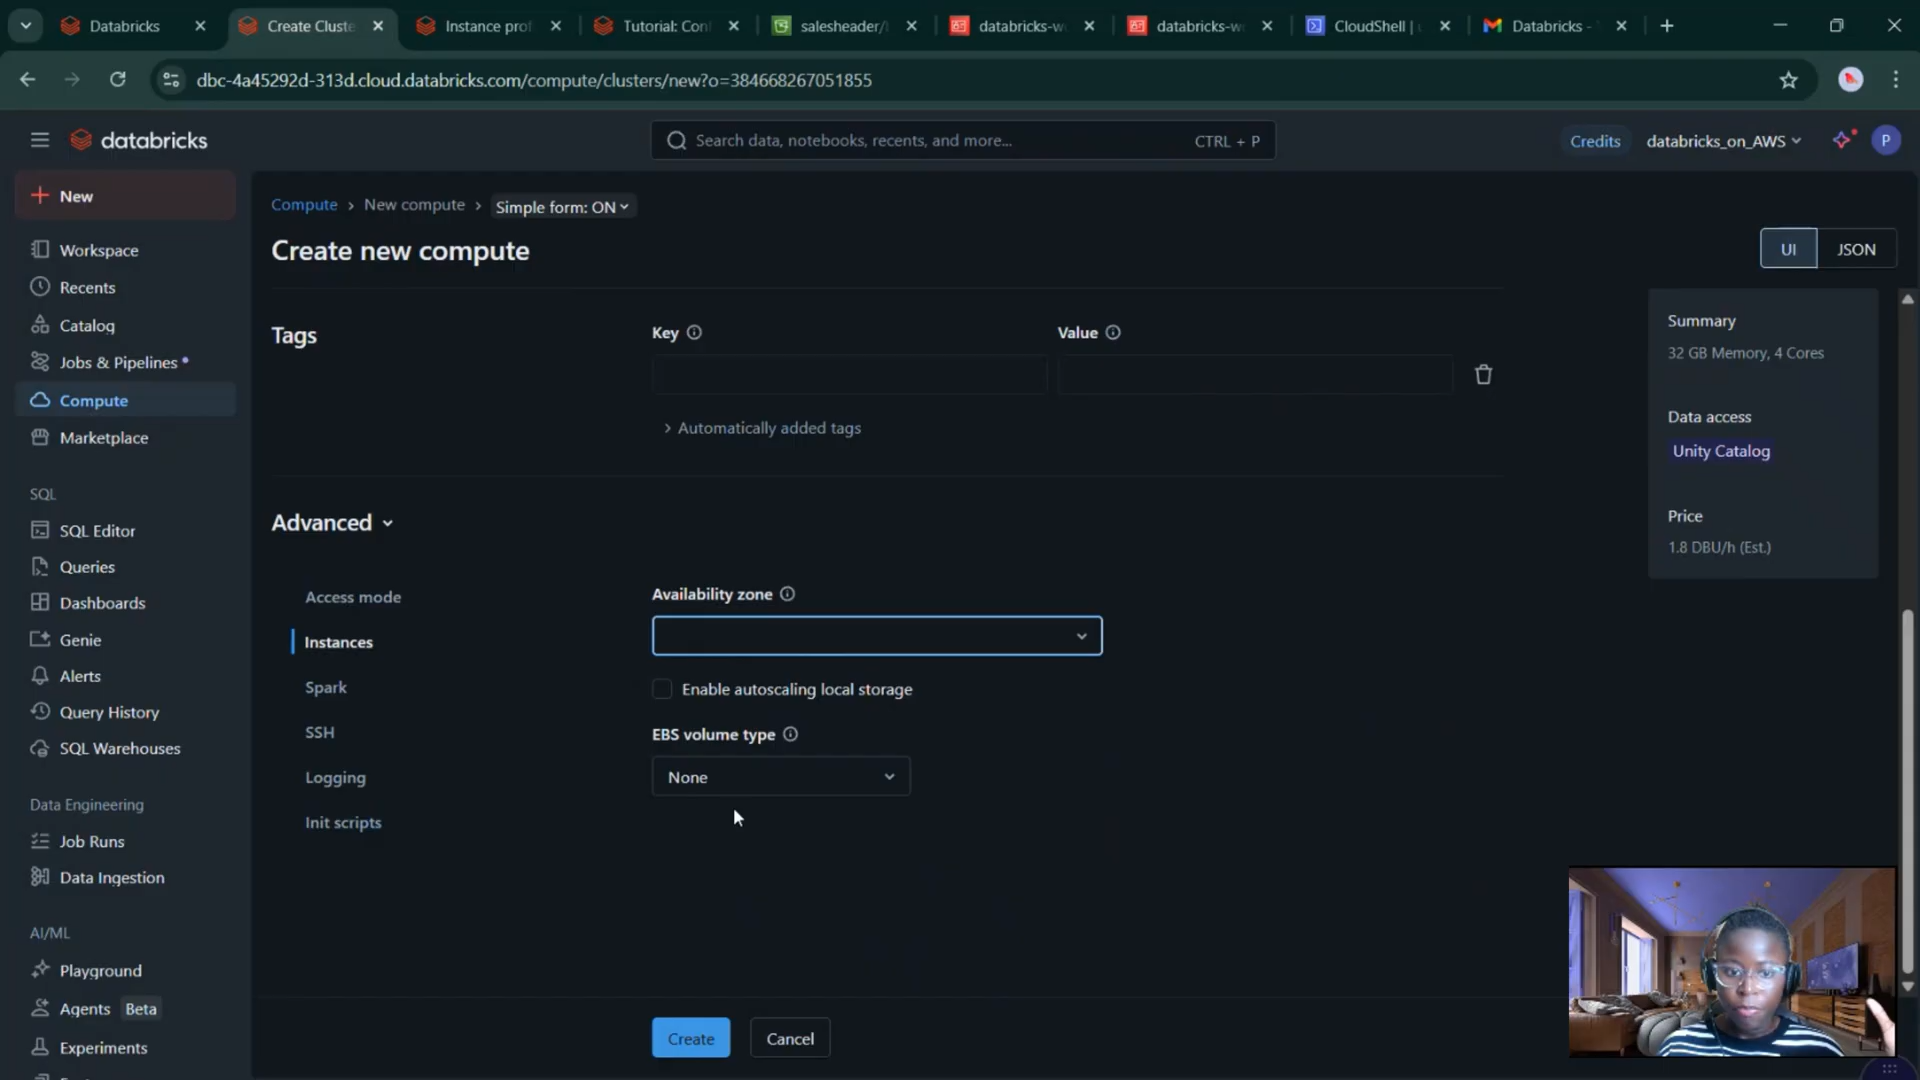 Databricks
Create Cluste
Instance prof
Tutorial: Con
salesheader/
databricks-w
databricks-w
CloudShell |
Databricks -
dbc-4a45292d-313d.cloud.databricks.com/compute/clusters/new?o=384668267051855
databricks
Search data, notebooks, recents, and more...
CTRL + P
Credits
databricks_on_AWS
P
New
Workspace
Recents
Catalog
Jobs & Pipelines
Compute
Marketplace
SQL
SQL Editor
Queries
Dashboards
Genie
Alerts
Query History
SQL Warehouses
Data Engineering
Job Runs
Data Ingestion
AI/ML
Playground
Agents Beta
Experiments
Compute › New compute › Simple form: ON
Create new compute
UI
JSON
Tags
Key
Value
Automatically added tags
Advanced
Access mode
Instances
Spark
SSH
Logging
Init scripts
Availability zone
Enable autoscaling local storage
EBS volume type
None
Create
Cancel
Summary
32 GB Memory, 4 Cores
Data access
Unity Catalog
Price
1.8 DBU/h (Est.)